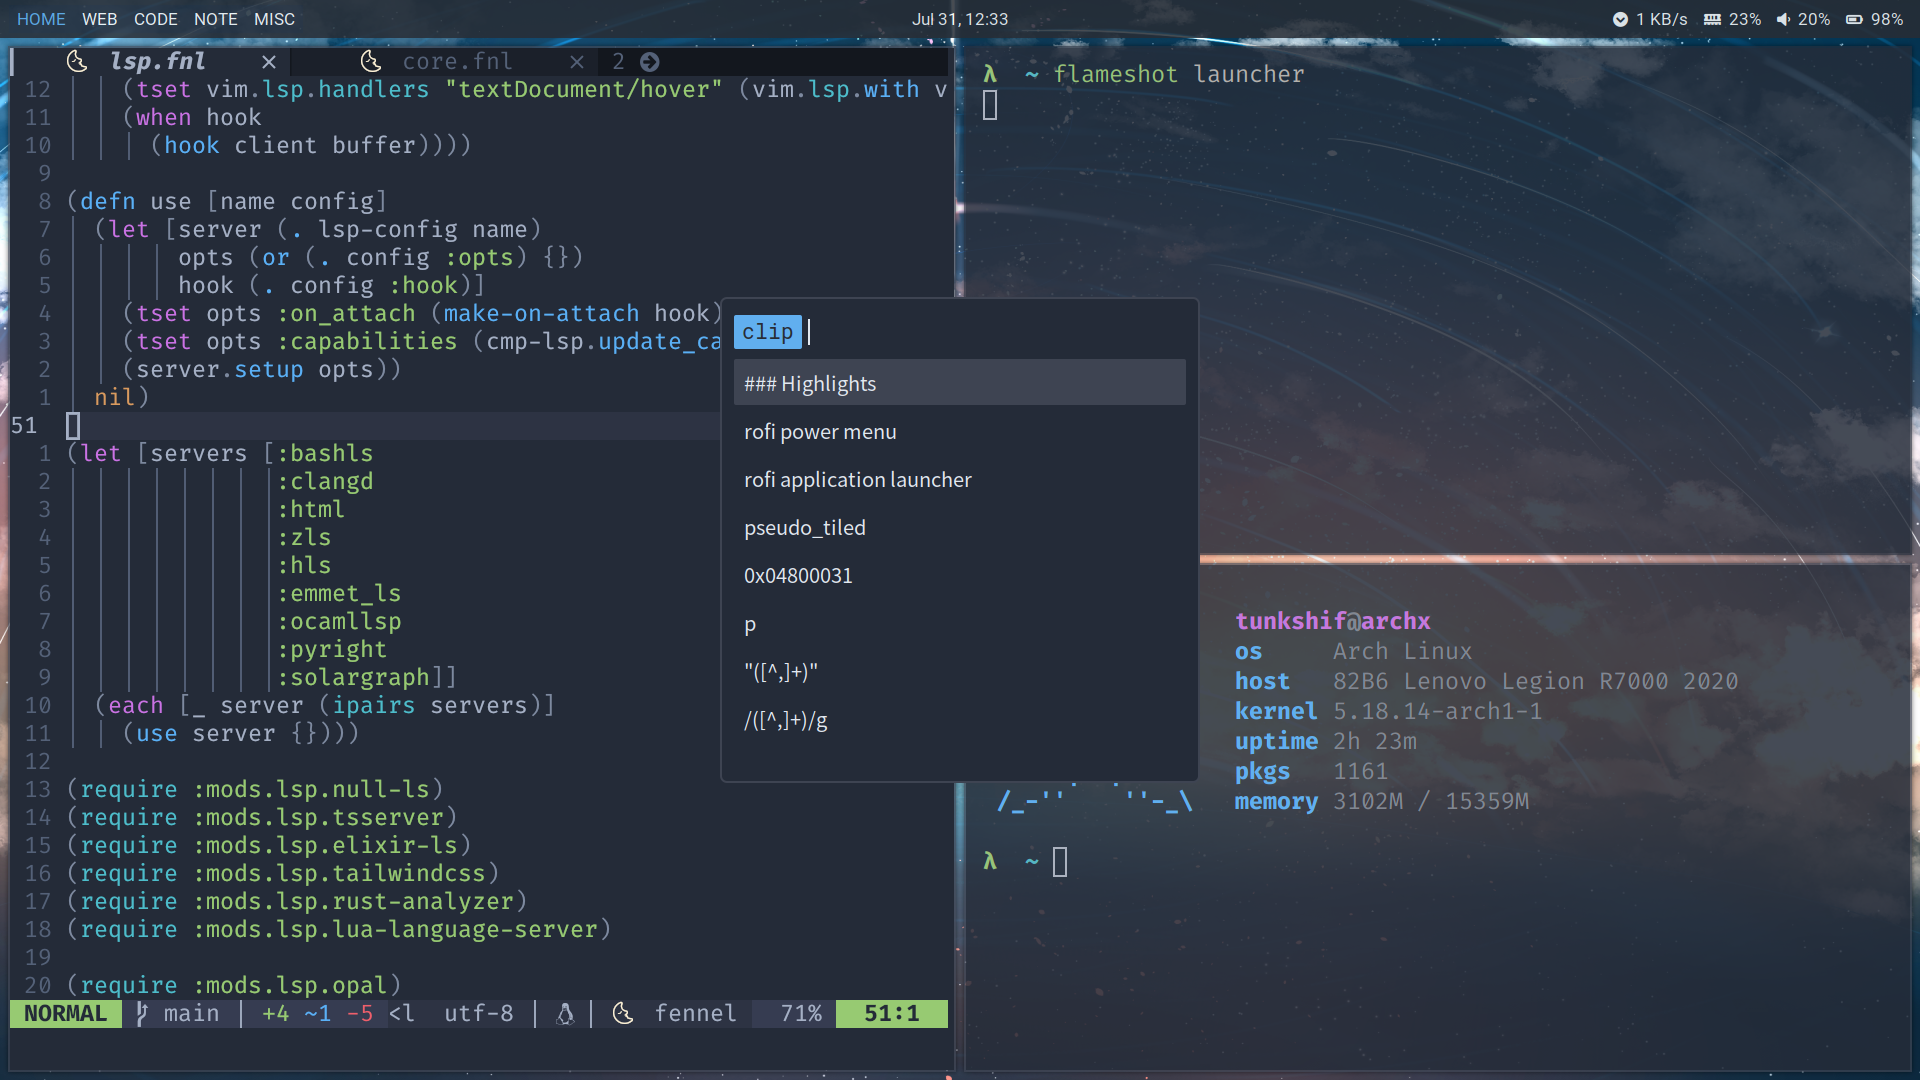 HOME WEB CODE NOTE MISC
Jul 31, 12:33
1 KB/s 23% 20% 98%
lsp.fnl × core.fnl × 2
12 (tset vim.lsp.handlers "textDocument/hover" (vim.lsp.with v
11 (when hook
10 (hook client buffer))))
9
8 (defn use [name config]
7 (let [server (. lsp-config name)
6 opts (or (. config :opts) {})
5 hook (. config :hook)]
4 (tset opts :on_attach (make-on-attach hook)
3 (tset opts :capabilities (cmp-lsp.update_ca
2 (server.setup opts))
1 nil)
51
1 (let [servers [:bashls
2 :clangd
3 :html
4 :zls
5 :hls
6 :emmet_ls
7 :ocamllsp
8 :pyright
9 :solargraph]]
10 (each [_ server (ipairs servers)]
11 (use server {})))
12
13 (require :mods.lsp.null-ls)
14 (require :mods.lsp.tsserver)
15 (require :mods.lsp.elixir-ls)
16 (require :mods.lsp.tailwindcss)
17 (require :mods.lsp.rust-analyzer)
18 (require :mods.lsp.lua-language-server)
19
20 (require :mods.lsp.opal)
NORMAL main | +4 ~1 -5 <l utf-8 | | fennel 71% 51:1
clip
### Highlights
rofi power menu
rofi application launcher
pseudo_tiled
0x04800031
p
"([^,]+)"
/([^,]+)/g
λ ~ flameshot launcher
tunkshif@archx
os Arch Linux
host 82B6 Lenovo Legion R7000 2020
kernel 5.18.14-arch1-1
uptime 2h 23m
pkgs 1161
memory 3102M / 15359M
/_-'' ''-_\
λ ~